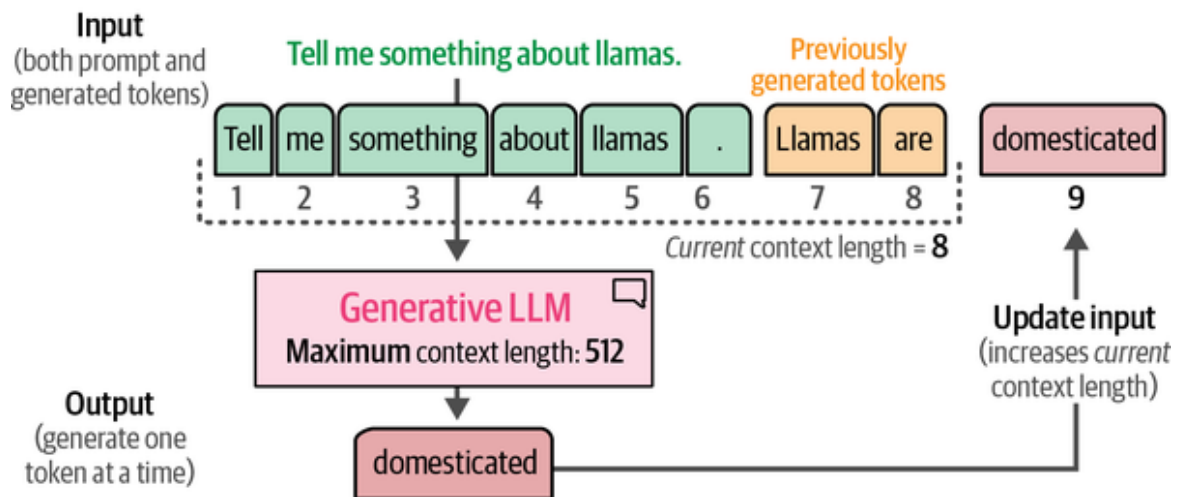 Input
(both prompt and
generated tokens)
Tell me something about llamas.
Previously
generated tokens
Tell me something about llamas . Llamas are domesticated
1 2 3 4 5 6 7 8 9
Current context length = 8
Generative LLM
Maximum context length: 512
Update input
(increases current
context length)
Output
(generate one
token at a time)
domesticated